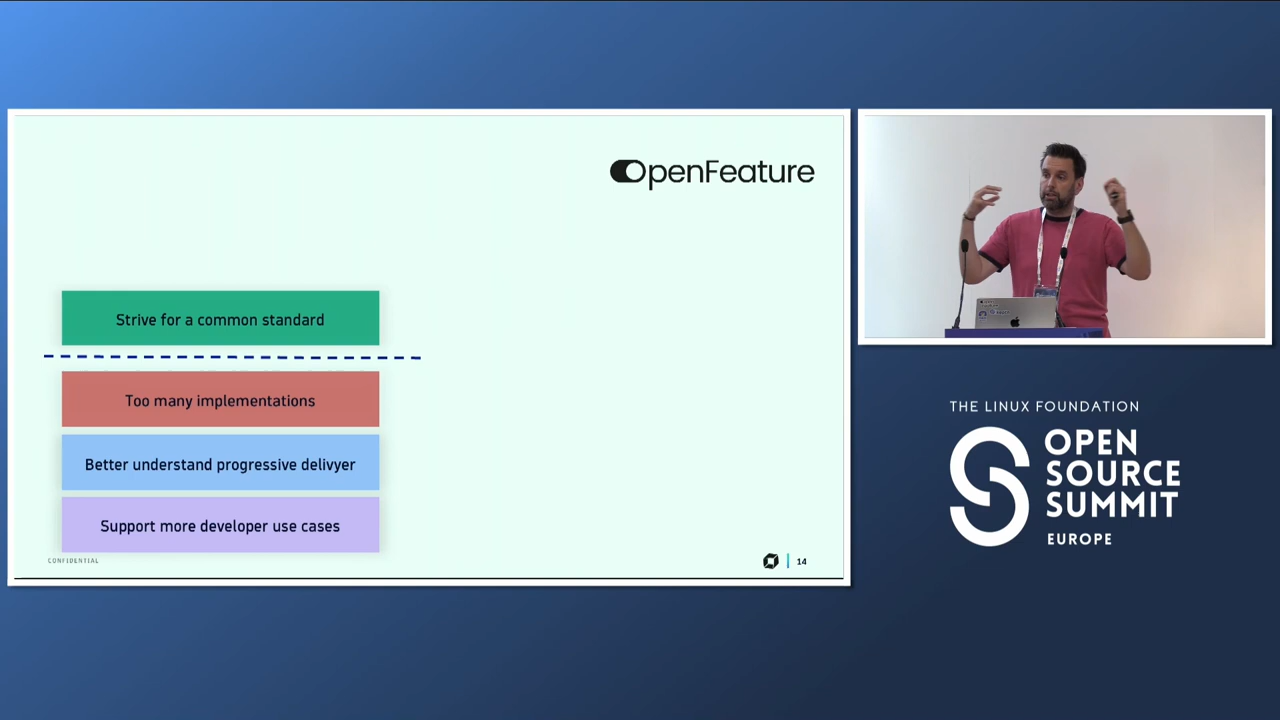 OpenFeature
Strive for a common standard
Too many implementations
Better understand progressive delivyer
Support more developer use cases
CONFIDENTIAL
14
THE LINUX FOUNDATION
OPEN
SOURCE
SUMMIT
EUROPE